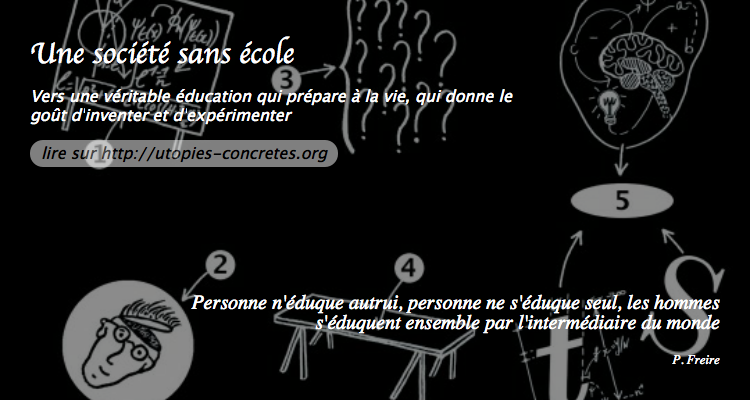 Une société sans école
3
Vers une véritable éducation qui prépare à la vie, qui donne le
goût d'inventer et d'expérimenter
lire sur http://utopies-concretes.org
1
5
2
4
Personne n'éduque autrui, personne ne s'éduque seul, les hommes
s'éduquent ensemble par l'intermédiaire du monde
P. Freire
t
S